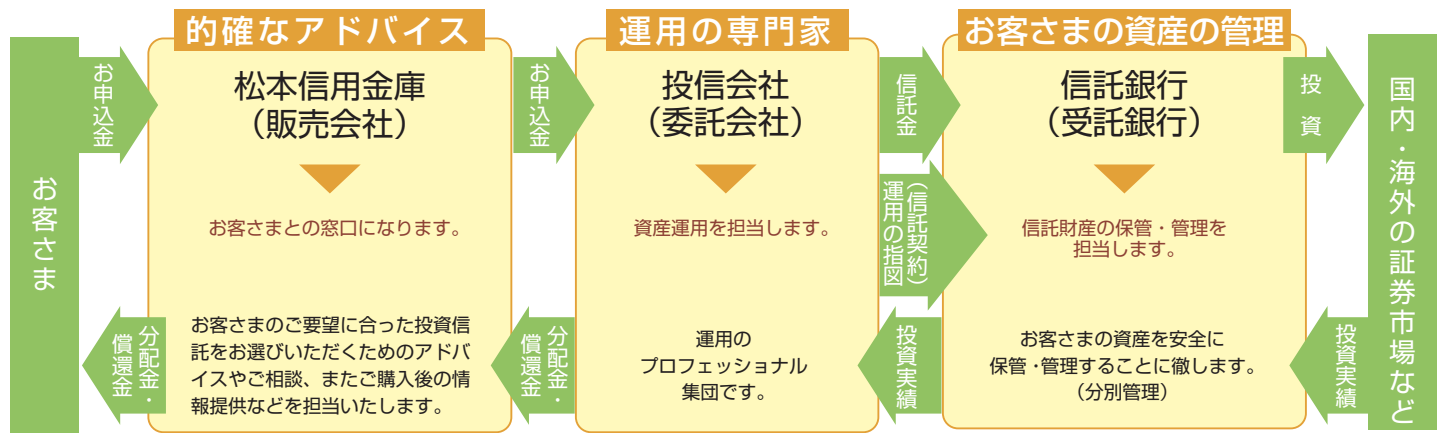 お客さま
お申込金
的確なアドバイス
松本信用金庫
（販売会社）
お客さまとの窓口になります。
お客さまのご要望に合った投資信
託をお選びいただくためのアドバ
イスやご相談、またご購入後の情
報提供などを担当いたします。
分配金・
償還金
お申込金
運用の専門家
投信会社
（委託会社）
資産運用を担当します。
運用の
プロフェッショナル
集団です。
分配金・
償還金
信託金
（信託契約）
運用の指図
投資実績
お客さまの資産の管理
信託銀行
（受託銀行）
信託財産の保管・管理を
担当します。
お客さまの資産を安全に
保管・管理することに徹します。
（分別管理）
投資
投資実績
国内・海外の証券市場など